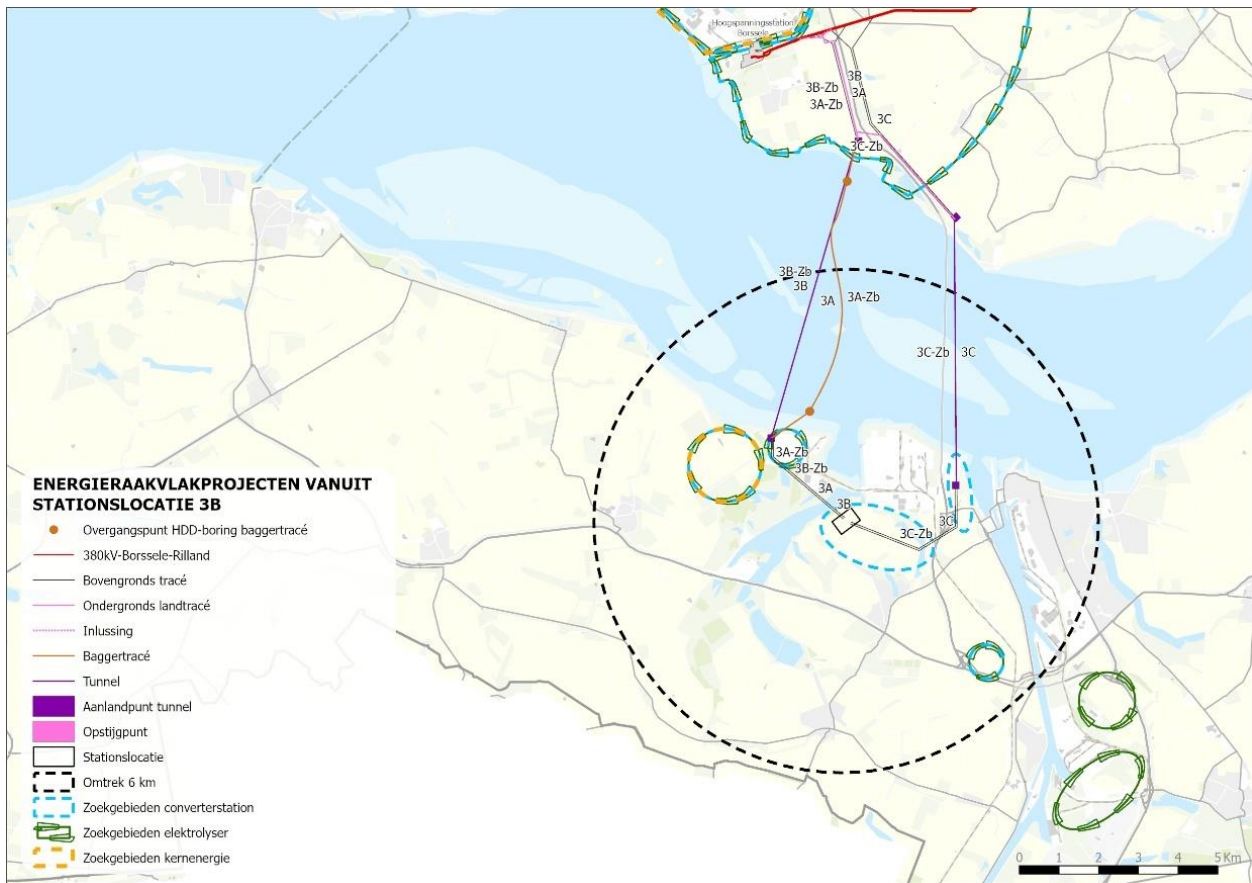 Hoogspanningsstation
Borssele
3B
3A
3B-Zb
3A-Zb
3C
3C-Zb
3B-Zb
3B
3A
3A-Zb
3C-Zb
3C
3A-Zb
3B-Zb
3A
3B
3C
3C-Zb
ENERGIERAAKVLAKPROJECTEN VANUIT
STATIONSLOCATIE 3B
Overgangspunt HDD-boring baggertracé
380kV-Borssele-Rilland
Bovengronds tracé
Ondergronds landtracé
Inlussing
Baggertracé
Tunnel
Aanlandpunt tunnel
Opstijgpunt
Stationslocatie
Omtrek 6 km
Zoekgebieden converterstation
Zoekgebieden elektrolyser
Zoekgebieden kernenergie
0 1 2 3 4 5 Km